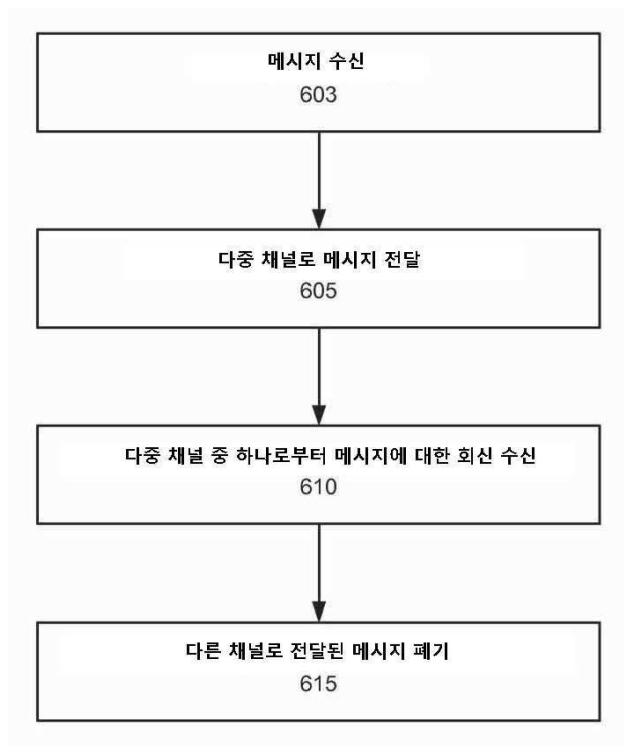 메시지 수신
603
다중 채널로 메시지 전달
605
다중 채널 중 하나로부터 메시지에 대한 회신 수신
610
다른 채널로 전달된 메시지 폐기
615